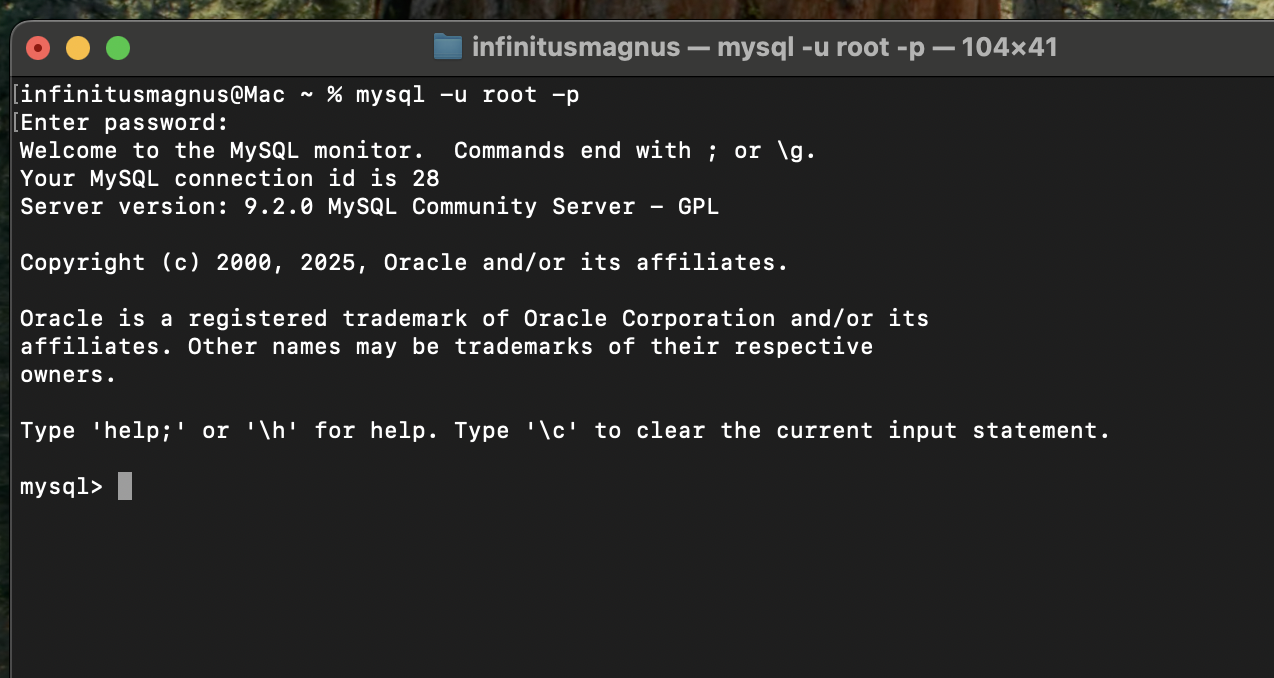 infinitusmagnus — mysql -u root -p — 104×41
[infinitusmagnus@Mac ~ % mysql -u root -p
[Enter password:
Welcome to the MySQL monitor.  Commands end with ; or \g.
Your MySQL connection id is 28
Server version: 9.2.0 MySQL Community Server - GPL
Copyright (c) 2000, 2025, Oracle and/or its affiliates.
Oracle is a registered trademark of Oracle Corporation and/or its
affiliates. Other names may be trademarks of their respective
owners.
Type 'help;' or '\h' for help. Type '\c' to clear the current input statement.
mysql>